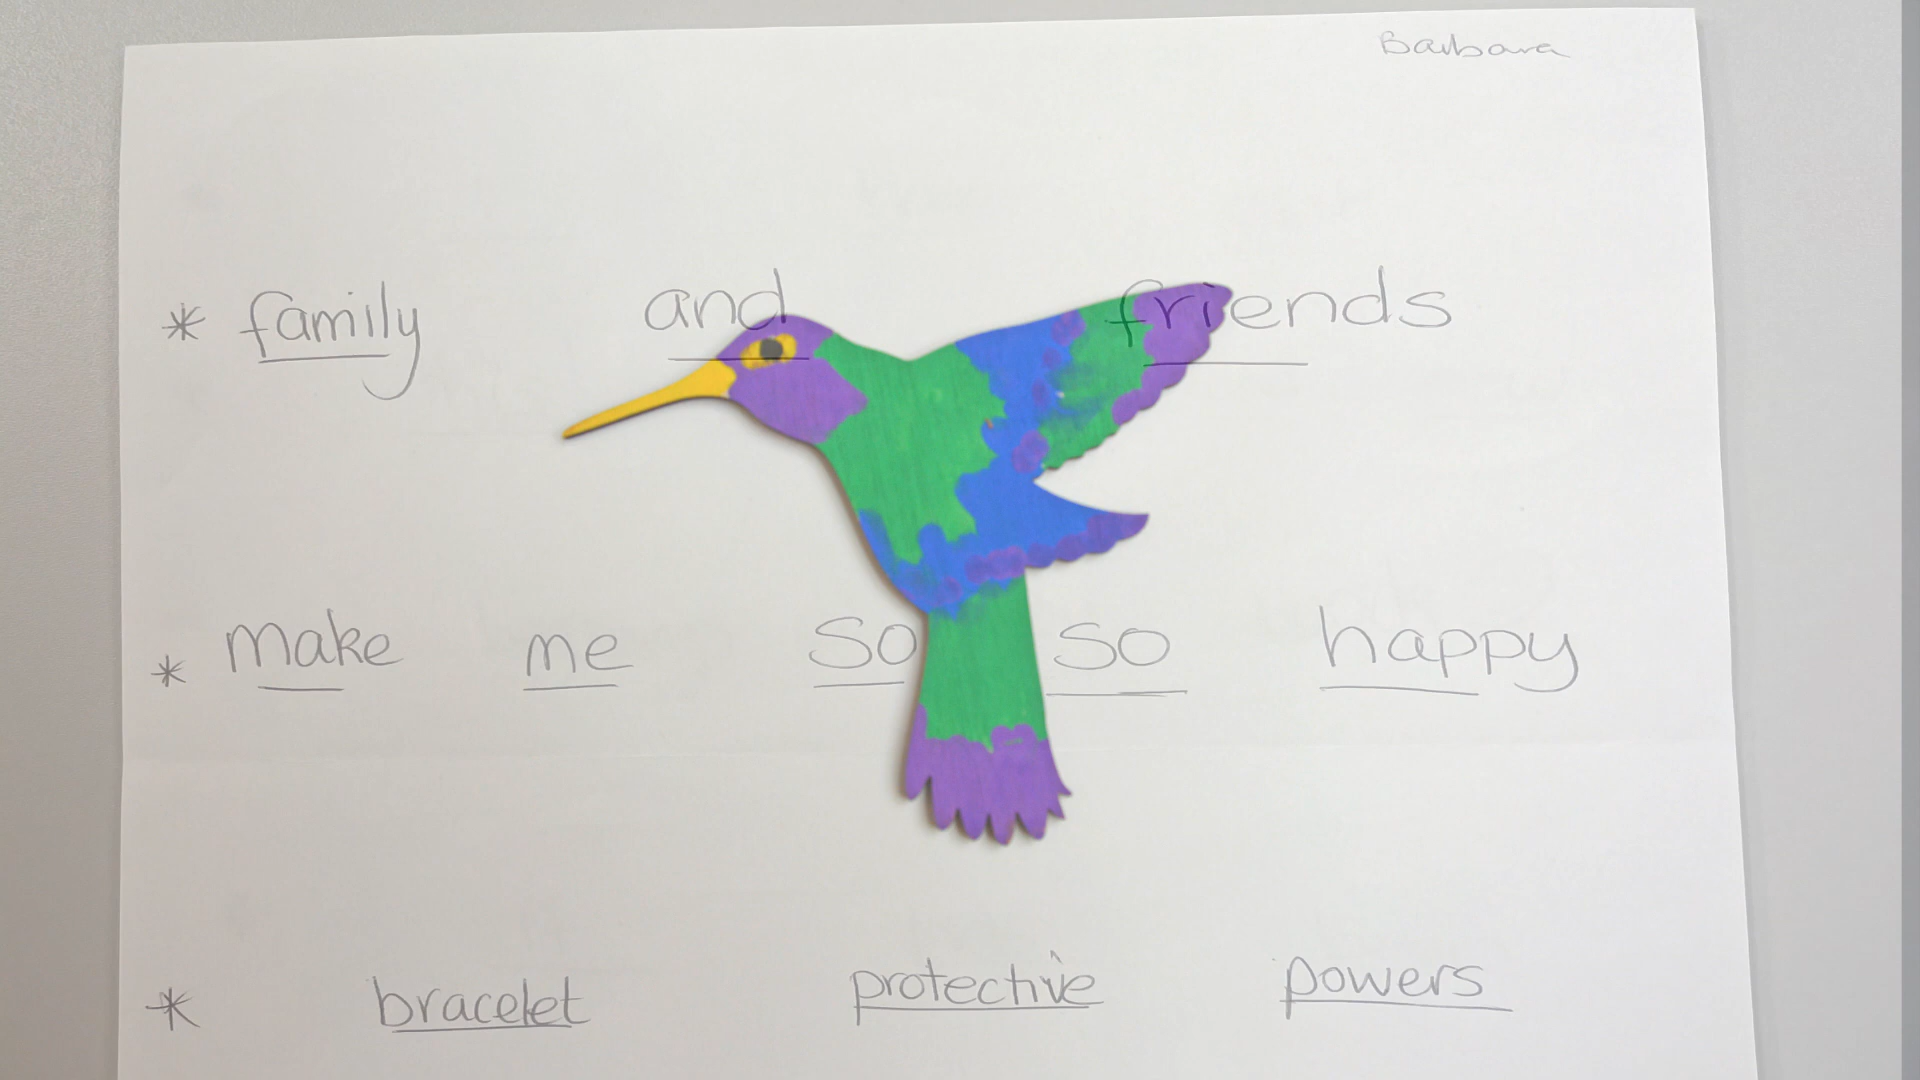 Barbara
* family and friends
* make me so so happy
* bracelet protective powers